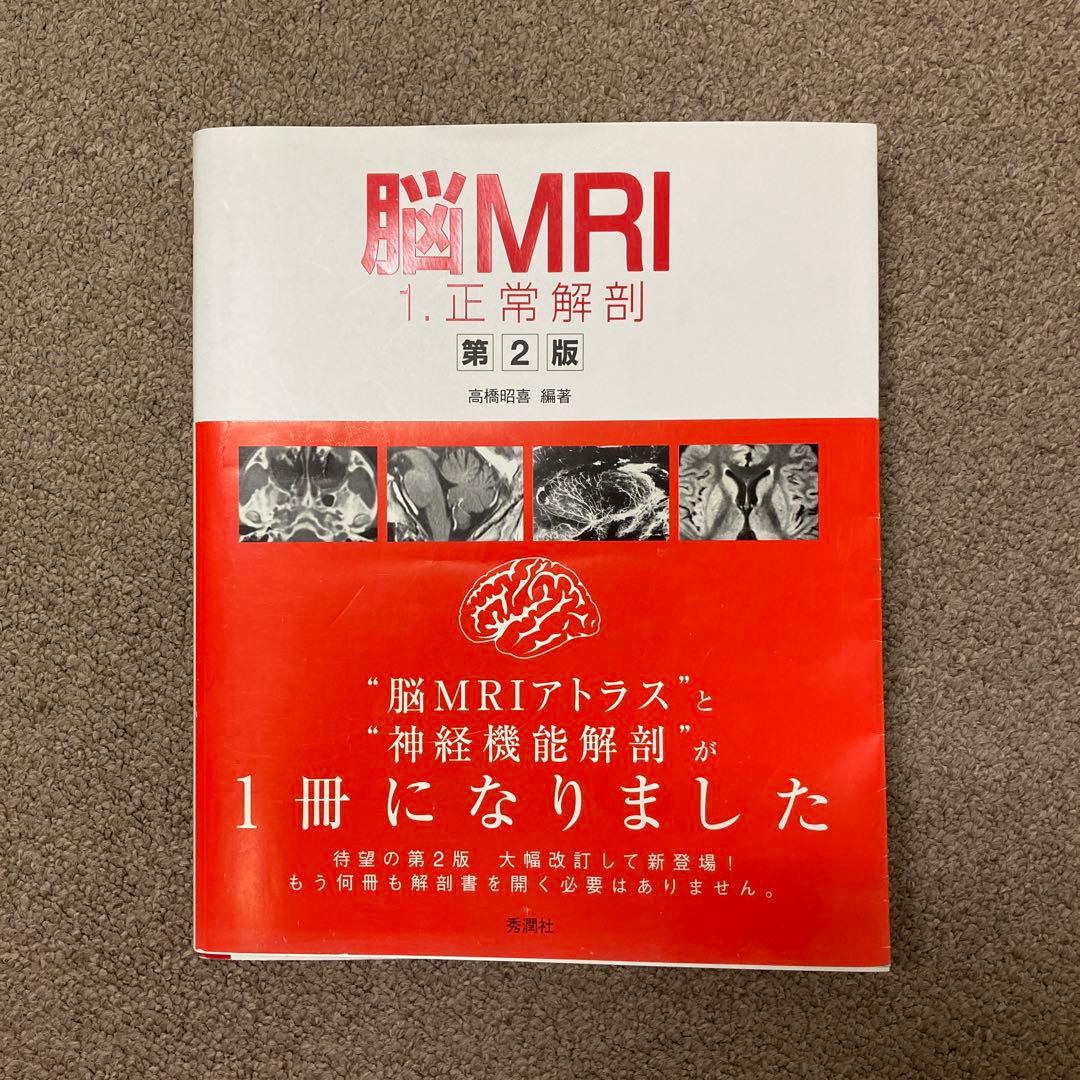 脳MRI
1.正常解剖
第2版
高橋昭喜 編著
“脳MRIアトラス”と
“神経機能解剖”が
1冊になりました
待望の第2版 大幅改訂して新登場!
もう何冊も解剖書を開く必要はありません。
秀潤社